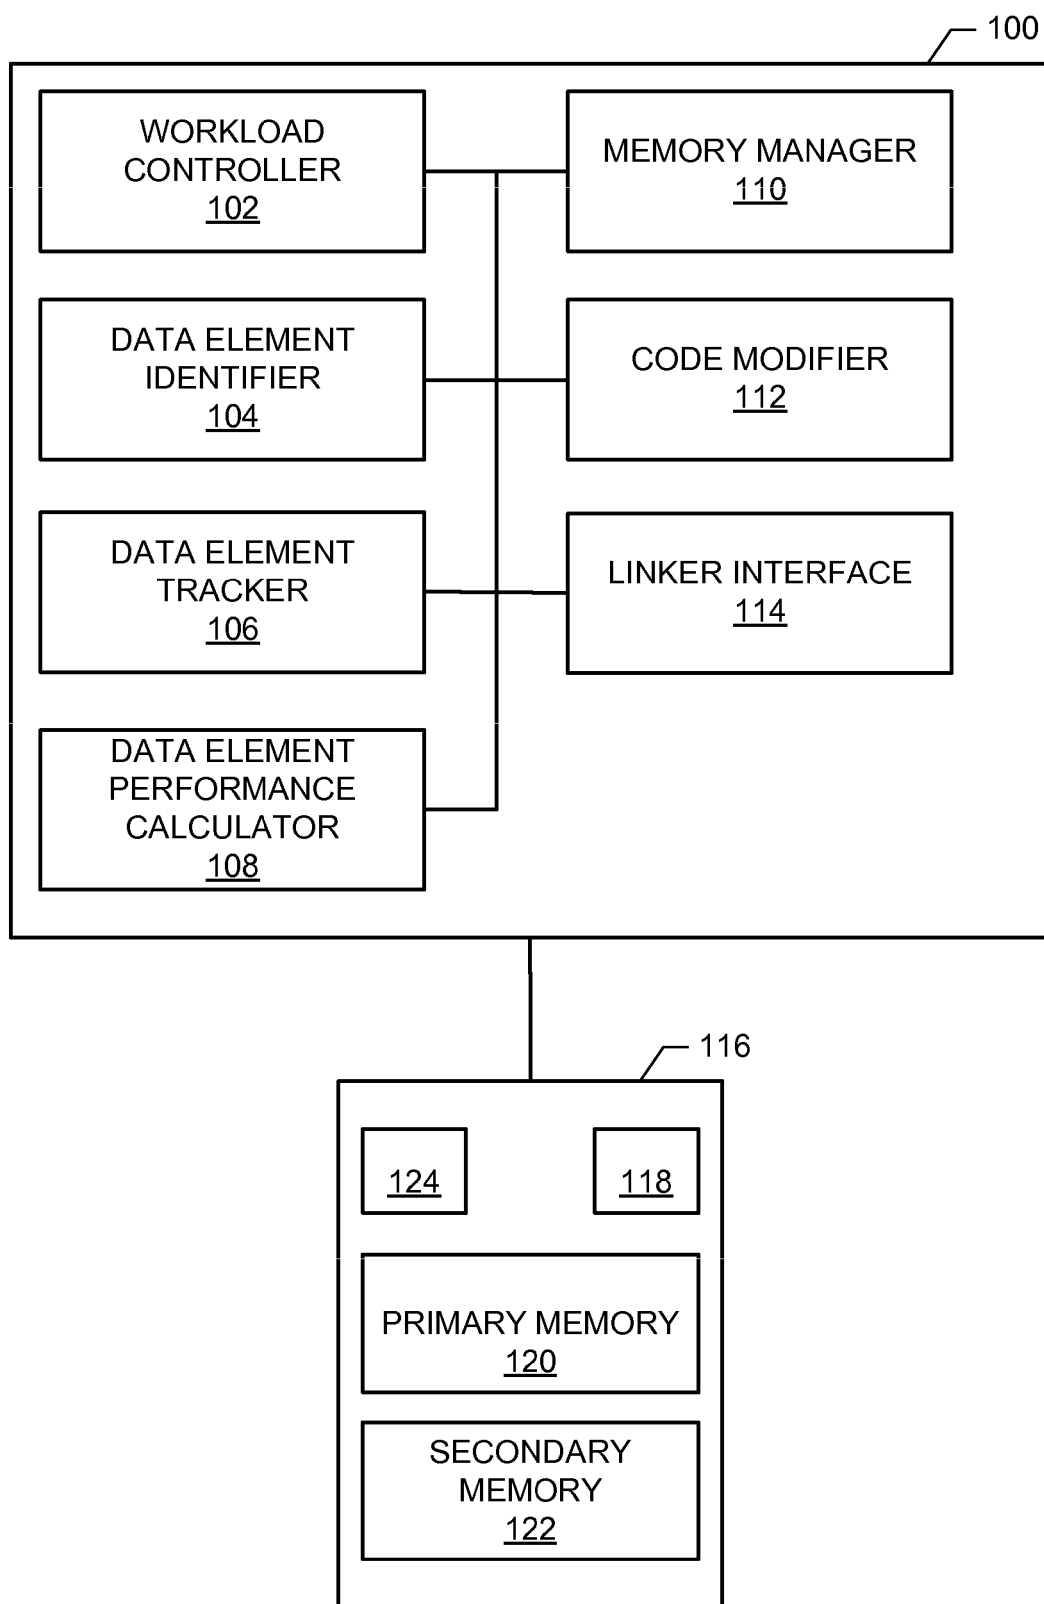 100
WORKLOAD
CONTROLLER
102
MEMORY MANAGER
110
DATA ELEMENT
IDENTIFIER
104
CODE MODIFIER
112
DATA ELEMENT
TRACKER
106
LINKER INTERFACE
114
DATA ELEMENT
PERFORMANCE
CALCULATOR
108
116
124
118
PRIMARY MEMORY
120
SECONDARY
MEMORY
122